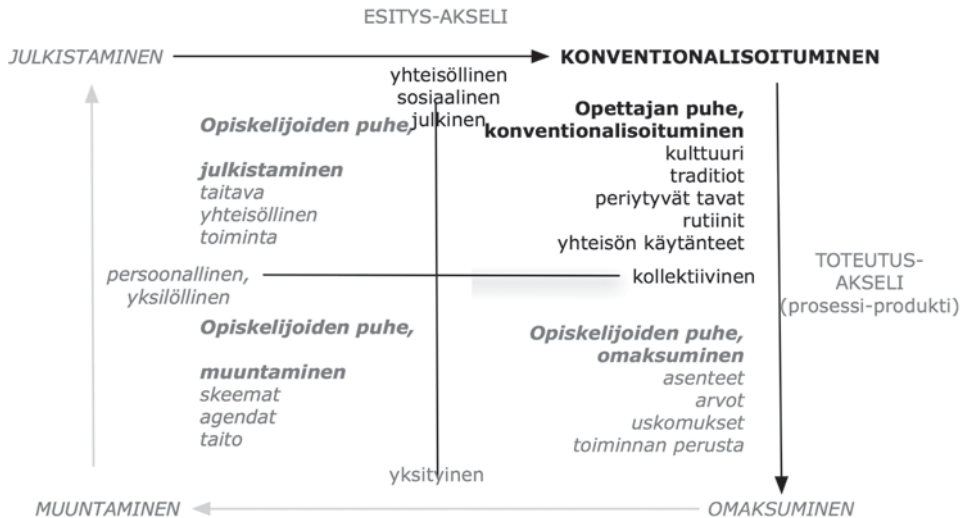 ESITYS-AKSELI
JULKISTAMINEN
KONVENTIONALISOITUMINEN
yhteisöllinen
sosiaalinen
julkinen
Opiskelijoiden puhe,
julkistaminen
taitava
yhteisöllinen
toiminta
Opettajan puhe,
konventionalisoituminen
kulttuuri
traditiot
periytyvät tavat
rutiinit
yhteisön käytänteet
persoonallinen,
yksilöllinen
kollektiivinen
TOTEUTUS-
AKSELI
(prosessi-produkti)
Opiskelijoiden puhe,
muuntaminen
skeemat
agendat
taito
Opiskelijoiden puhe,
omaksuminen
asenteet
arvot
uskomukset
toiminnan perusta
yksityinen
MUUNTAMINEN
OMAKSUMINEN